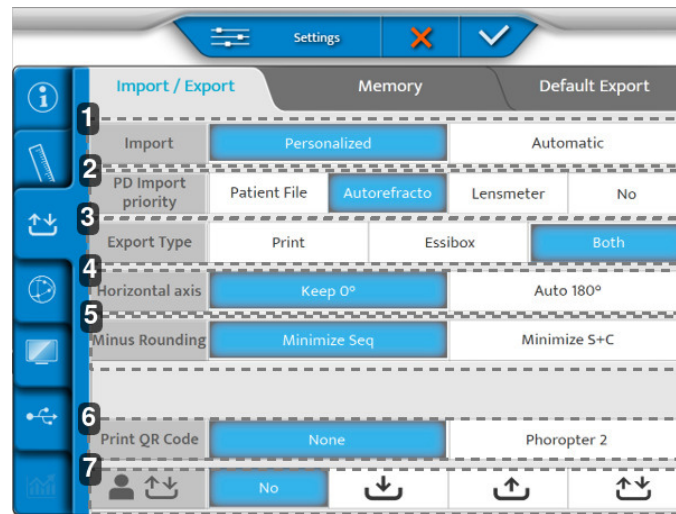 Settings
Import / Export Memory Default Export
1
Import Personalized Automatic
2
PD Import priority Patient File Autorefracto Lensmeter No
3
Export Type Print Essibox Both
4
Horizontal axis Keep 0° Auto 180°
5
Minus Rounding Minimize Seq Minimize S+C
6
Print QR Code None Phoropter 2
7
No